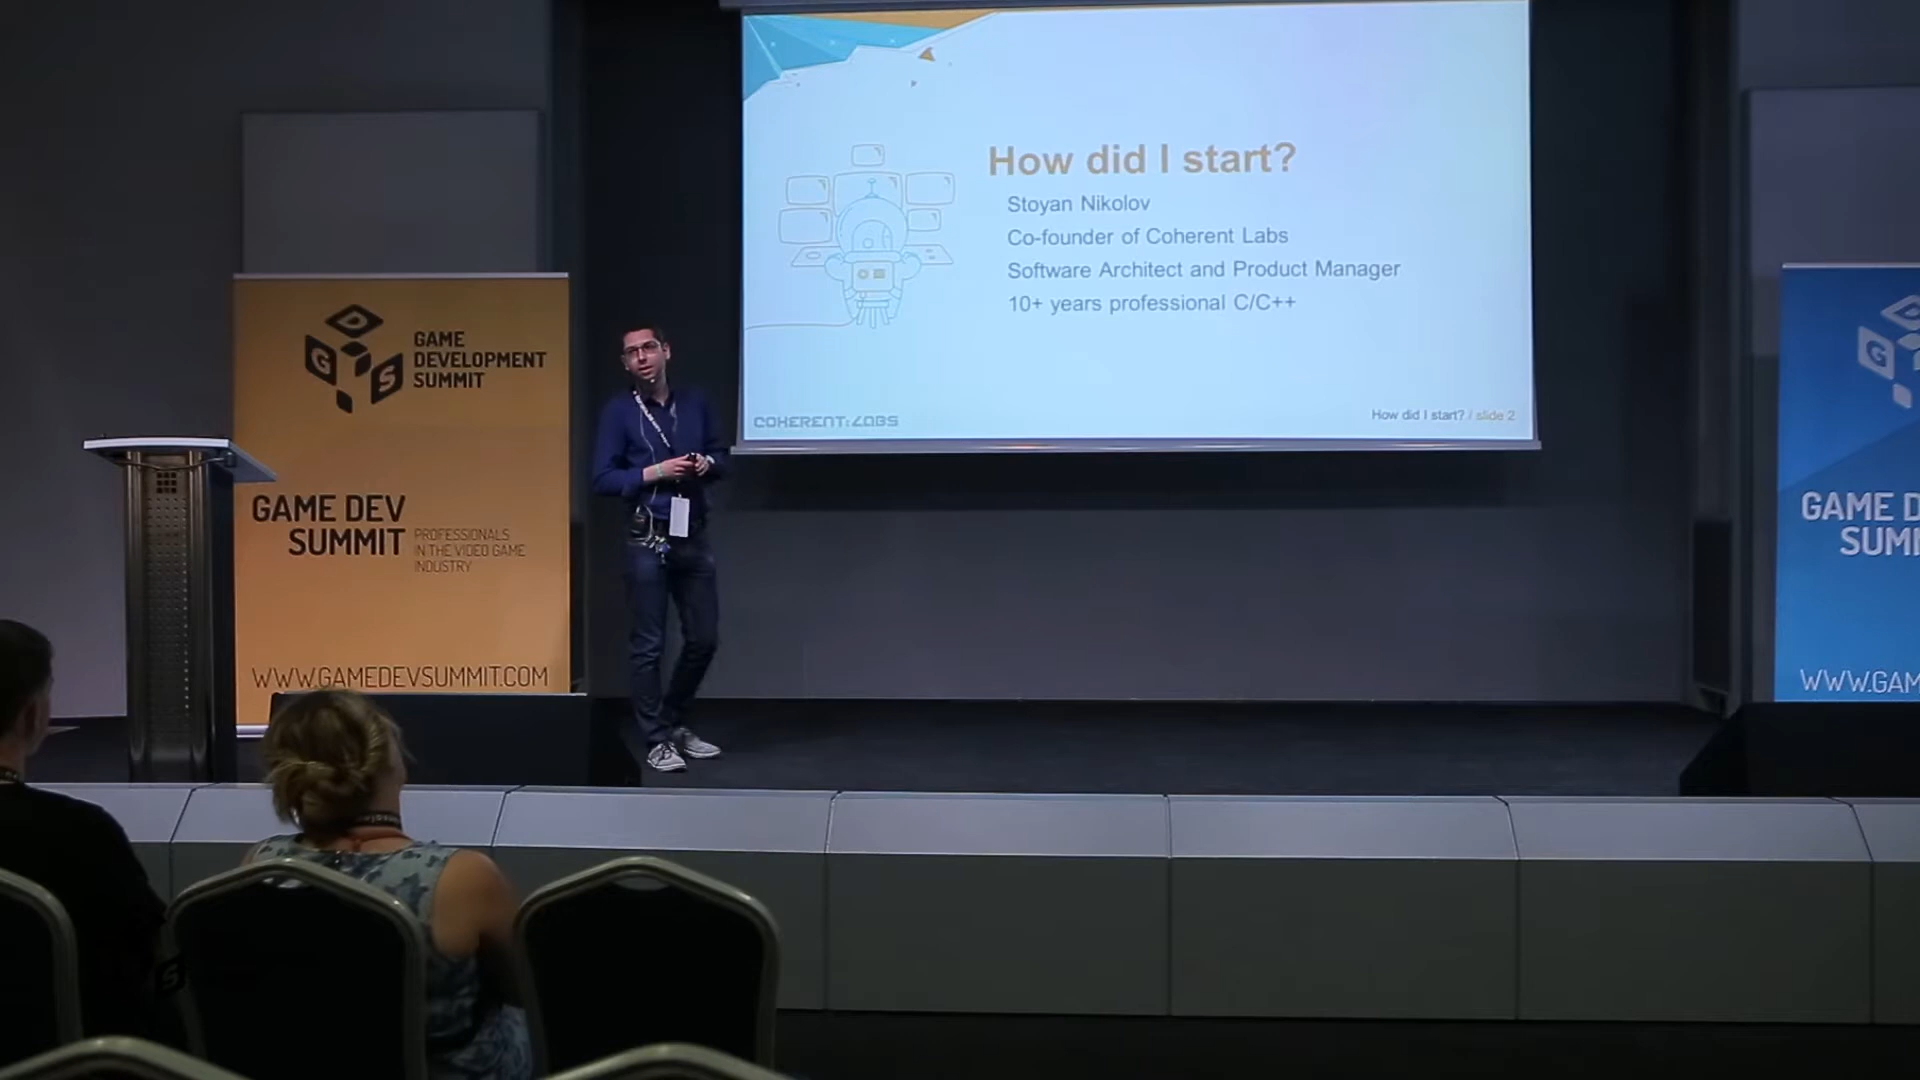 How did I start?
Stoyan Nikolov
Co-founder of Coherent Labs
Software Architect and Product Manager
10+ years professional C/C++
COHERENT:LABS
How did I start? / slide 2
G D S
GAME
DEVELOPMENT
SUMMIT
GAME DEV
SUMMIT
PROFESSIONALS
IN THE VIDEO GAME
INDUSTRY
WWW.GAMEDEVSUMMIT.COM
G
GAME D
SUMM
WWW.GAM